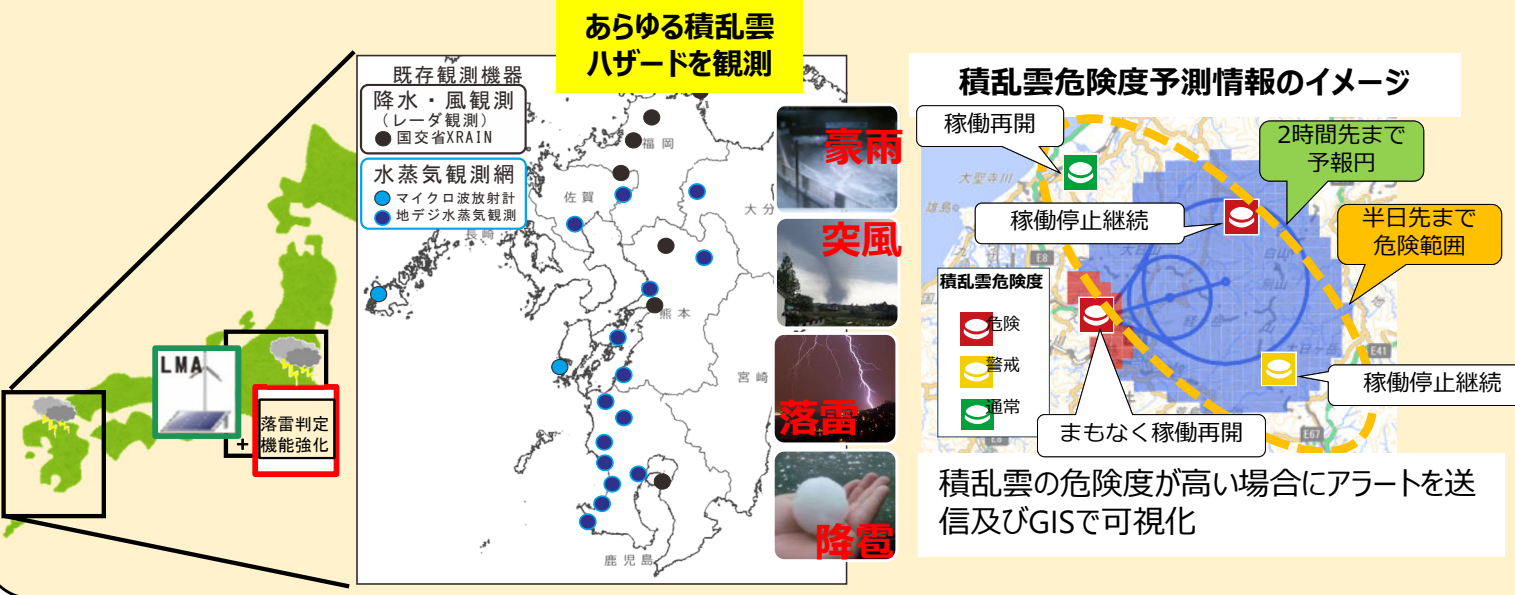 あらゆる積乱雲
ハザードを観測
既存観測機器
降水・風観測
（レーダ観測）
国交省XRAIN
水蒸気観測網
マイクロ波放射計
地デジ水蒸気観測
福岡
佐賀
長崎
大分
熊本
宮崎
鹿児島
LMA
落雷判定
+ 機能強化
豪雨
突風
落雷
降雹
積乱雲危険度予測情報のイメージ
稼働再開
2時間先まで
予報円
大聖寺川
稼働停止継続
半日先まで
危険範囲
E8
積乱雲危険度
危険
警戒
通常
E8
まもなく稼働再開
稼働停止継続
E41
E67
積乱雲の危険度が高い場合にアラートを送
信及びGISで可視化